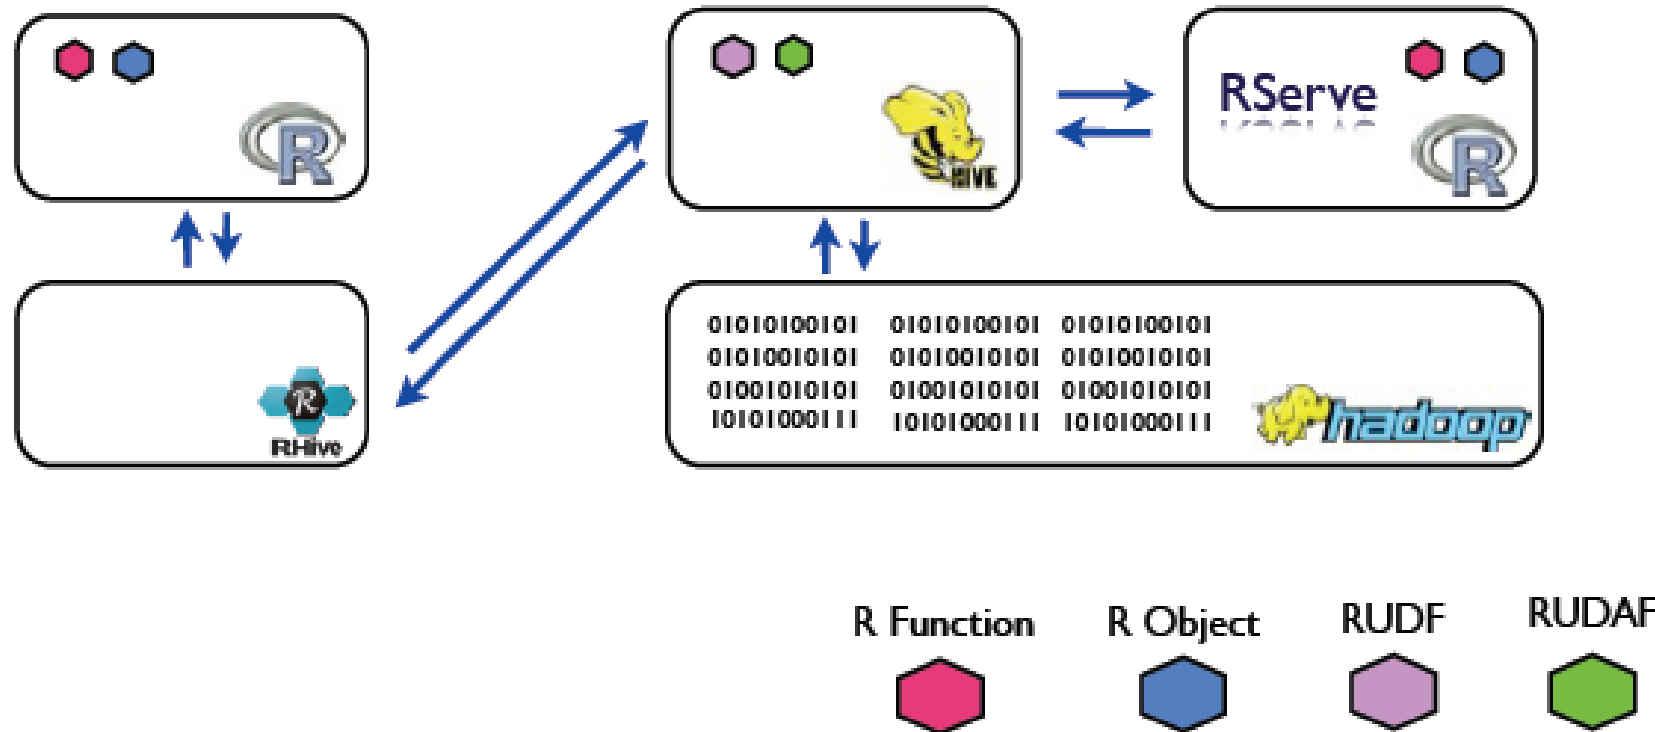 R
HIVE
RServe
R
R
RHive
01010100101 01010100101 01010100101
01010010101 01010010101 01010010101
01001010101 01001010101 01001010101
10101000111 10101000111 10101000111
hadoop
R Function R Object RUDF RUDAF